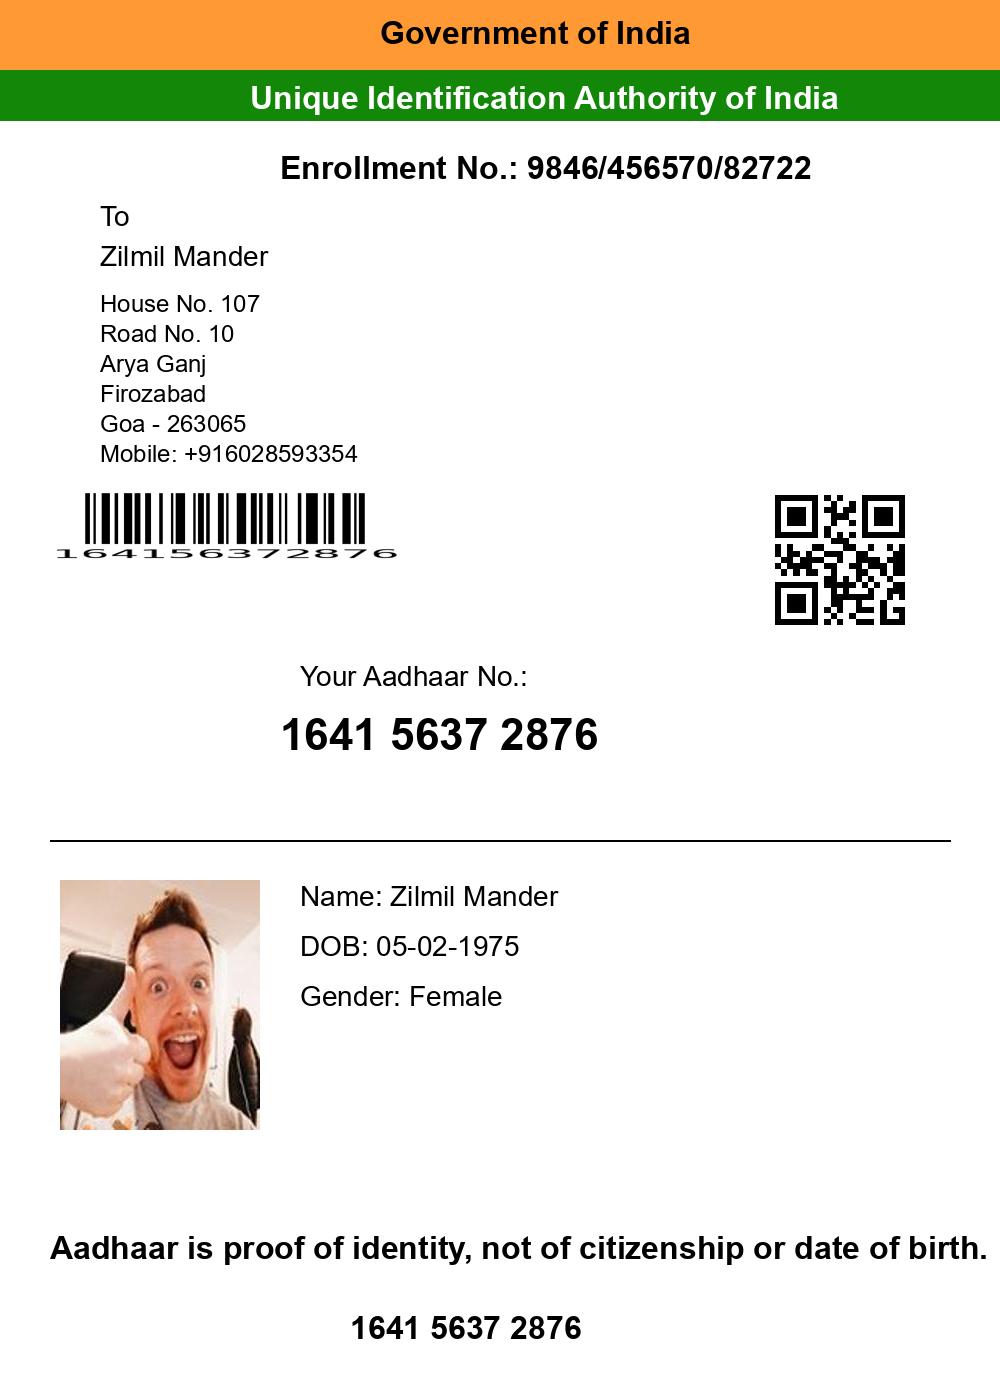 Government of India
Unique Identification Authority of India
Enrollment No.: 9846/456570/82722
To
Zilmil Mander
House No. 107
Road No. 10
Arya Ganj
Firozabad
Goa - 263065
Mobile: +916028593354
164156372876
Your Aadhaar No.:
1641 5637 2876
Name: Zilmil Mander
DOB: 05-02-1975
Gender: Female
Aadhaar is proof of identity, not of citizenship or date of birth.
1641 5637 2876